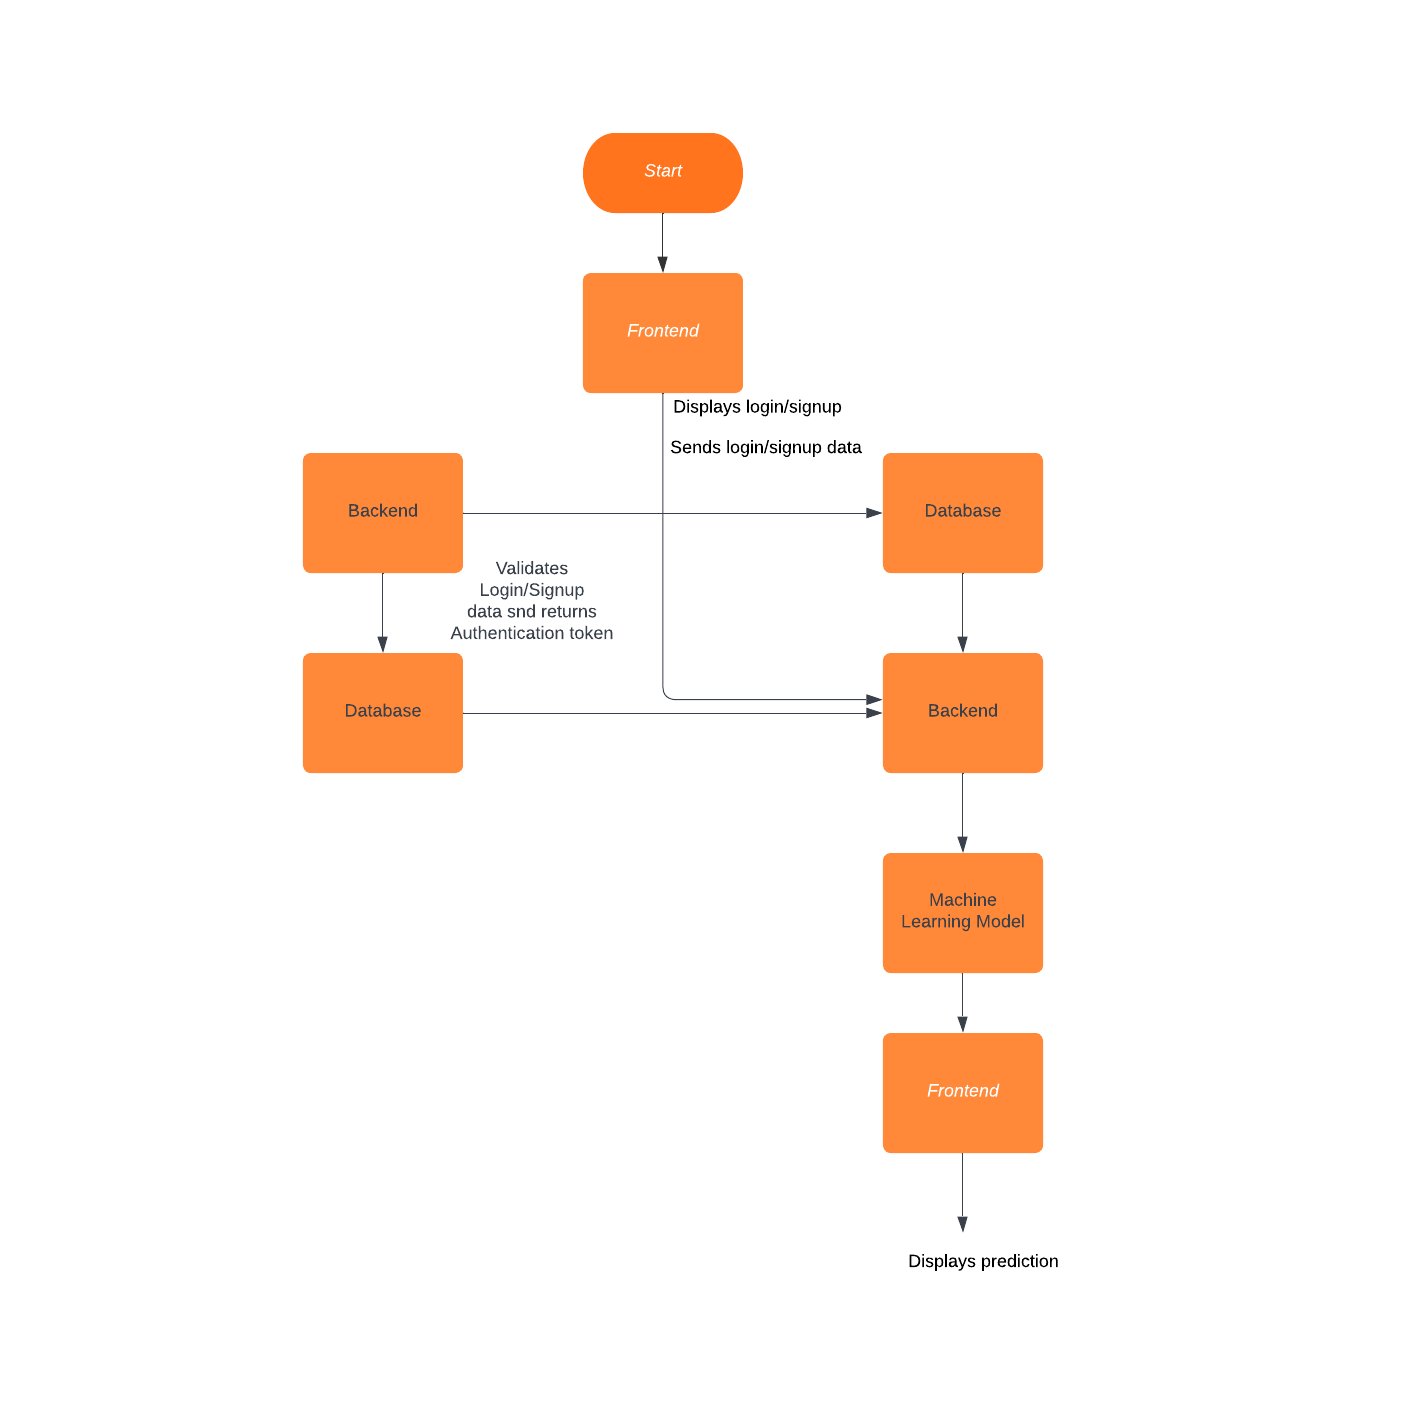 Start
Frontend
Displays login/signup
Sends login/signup data
Backend
Database
Validates
Login/Signup
data snd returns
Authentication token
Database
Backend
Machine
Learning Model
Frontend
Displays prediction